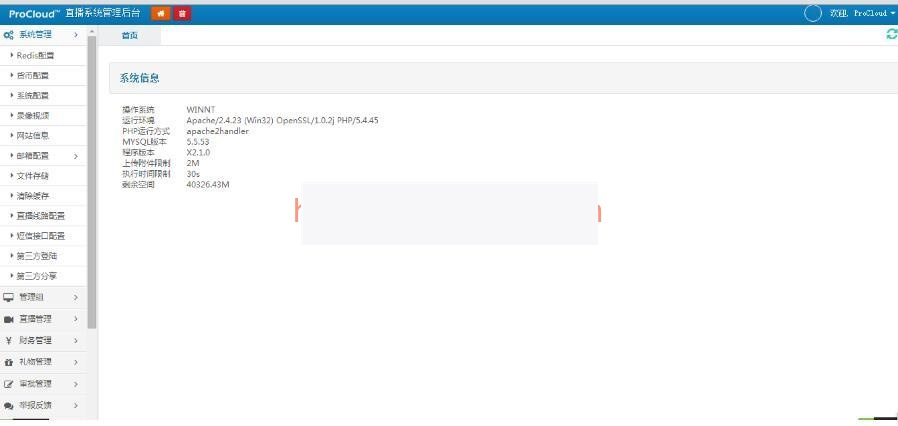 ProCloud™ 直播系统管理后台
欢迎, ProCloud
系统管理
首页
Redis配置
货币配置
系统配置
录像视频
网站信息
邮箱配置
文件存储
清除缓存
直播线路配置
短信接口配置
第三方登陆
第三方分享
管理组
直播管理
财务管理
礼物管理
审批管理
举报反馈
系统信息
操作系统 WINNT
运行环境 Apache/2.4.23 (Win32) OpenSSL/1.0.2j PHP/5.4.45
PHP运行方式 apache2handler
MYSQL版本 5.5.53
程序版本 X2.1.0
上传附件限制 2M
执行时间限制 30s
剩余空间 40326.43M